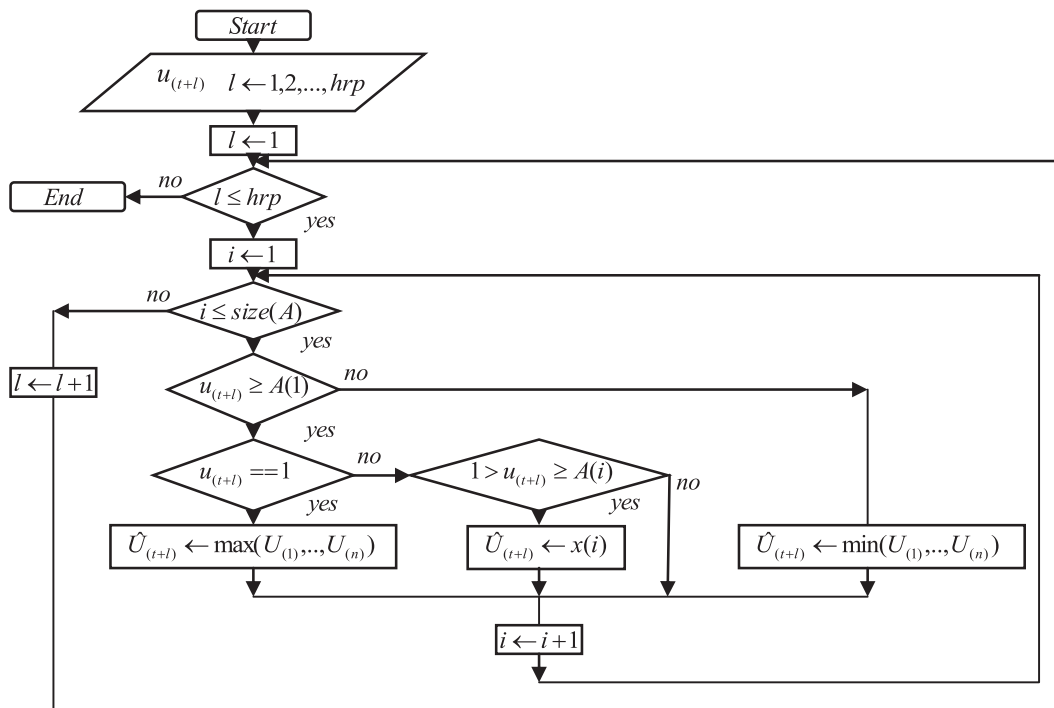 Start
u_(t+l) l ← 1,2,...,hrp
l ← 1
no
l ≤ hrp
End
yes
i ← 1
no
i ≤ size(A)
yes
l ← l+1
u_(t+l) ≥ A(1)
no
yes
u_(t+l) == 1
no
1 > u_(t+l) ≥ A(i)
no
yes
yes
Û_(t+l) ← max(U_(1),..,U_(n))
Û_(t+l) ← x(i)
Û_(t+l) ← min(U_(1),..,U_(n))
i ← i+1